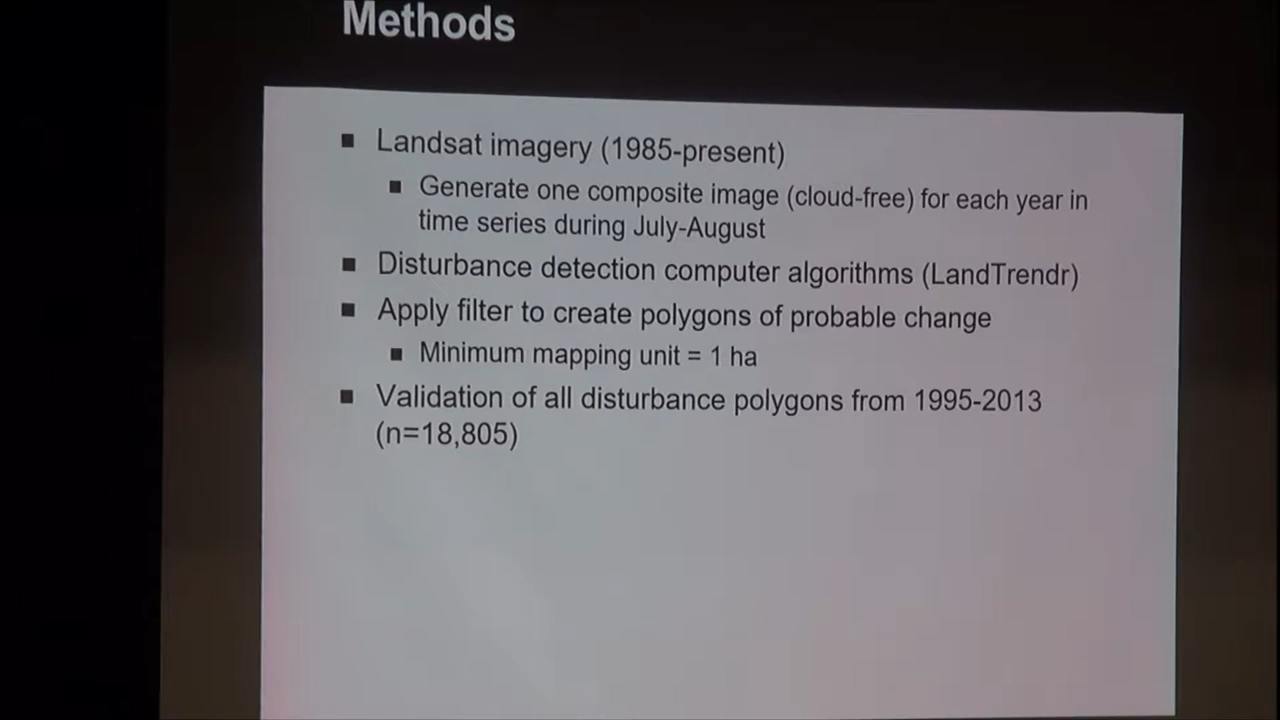 Methods
Landsat imagery (1985-present)
Generate one composite image (cloud-free) for each year in
time series during July-August
Disturbance detection computer algorithms (LandTrendr)
Apply filter to create polygons of probable change
Minimum mapping unit = 1 ha
Validation of all disturbance polygons from 1995-2013
(n=18,805)